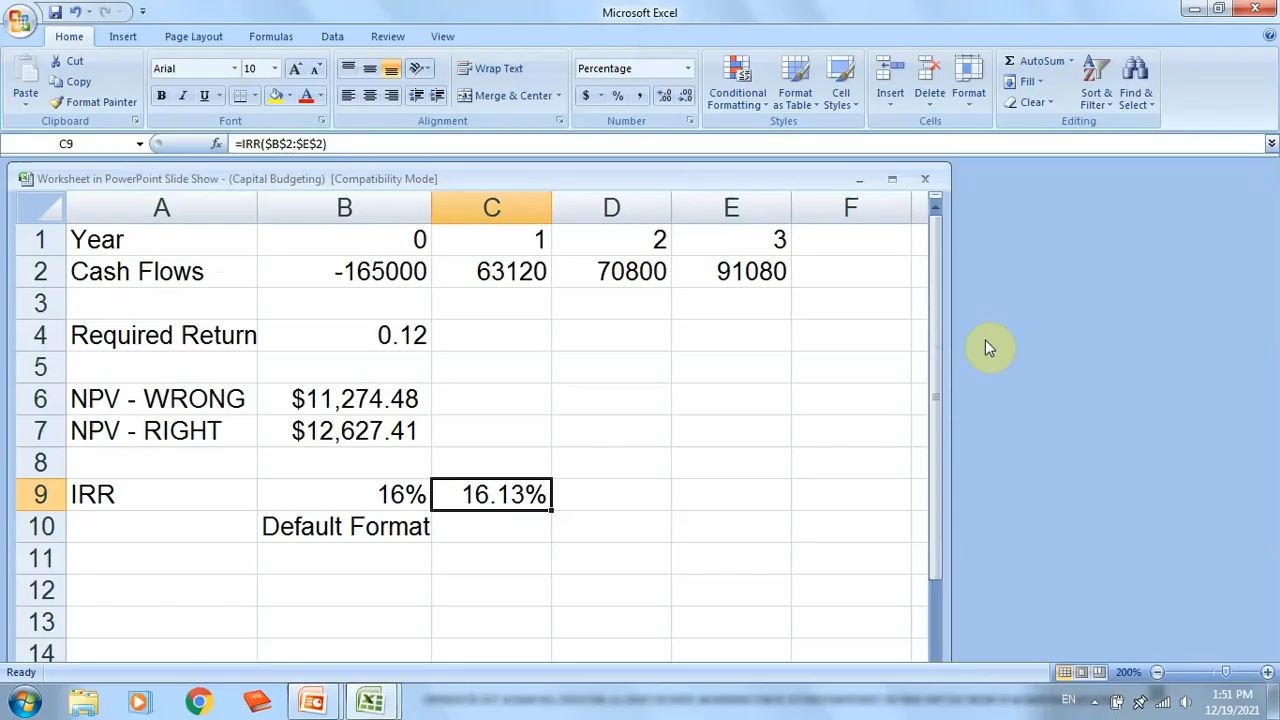 Microsoft Excel
Home Insert Page Layout Formulas Data Review View
Paste
Cut
Copy
Format Painter
Clipboard
Arial 10
B I U A
Font
Wrap Text
Merge & Center
Alignment
Percentage
$ % ,
Number
Conditional Formatting
Format as Table
Cell Styles
Styles
Insert Delete Format
Cells
Σ AutoSum
Fill
Clear
Sort & Filter
Find & Select
Editing
C9 fx =IRR($B$2:$E$2)
Worksheet in PowerPoint Slide Show - (Capital Budgeting) [Compatibility Mode]
A B C D E F
1 Year 0 1 2 3
2 Cash Flows -165000 63120 70800 91080
3
4 Required Return 0.12
5
6 NPV - WRONG $11,274.48
7 NPV - RIGHT $12,627.41
8
9 IRR 16% 16.13%
10 Default Format
11
12
13
14
Ready 200%
EN 1:51 PM
12/19/2021